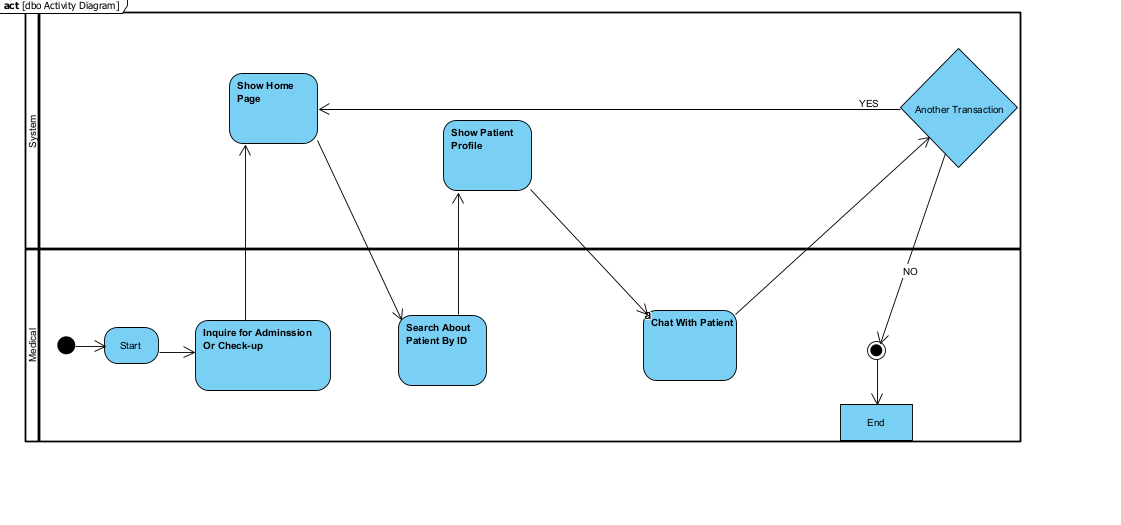 act [dbo Activity Diagram]
System
Show Home
Page
Show Patient
Profile
YES
Another Transaction
NO
Medical
Start
Inquire for Adminssion
Or Check-up
Search About
Patient By ID
Chat With Patient
End